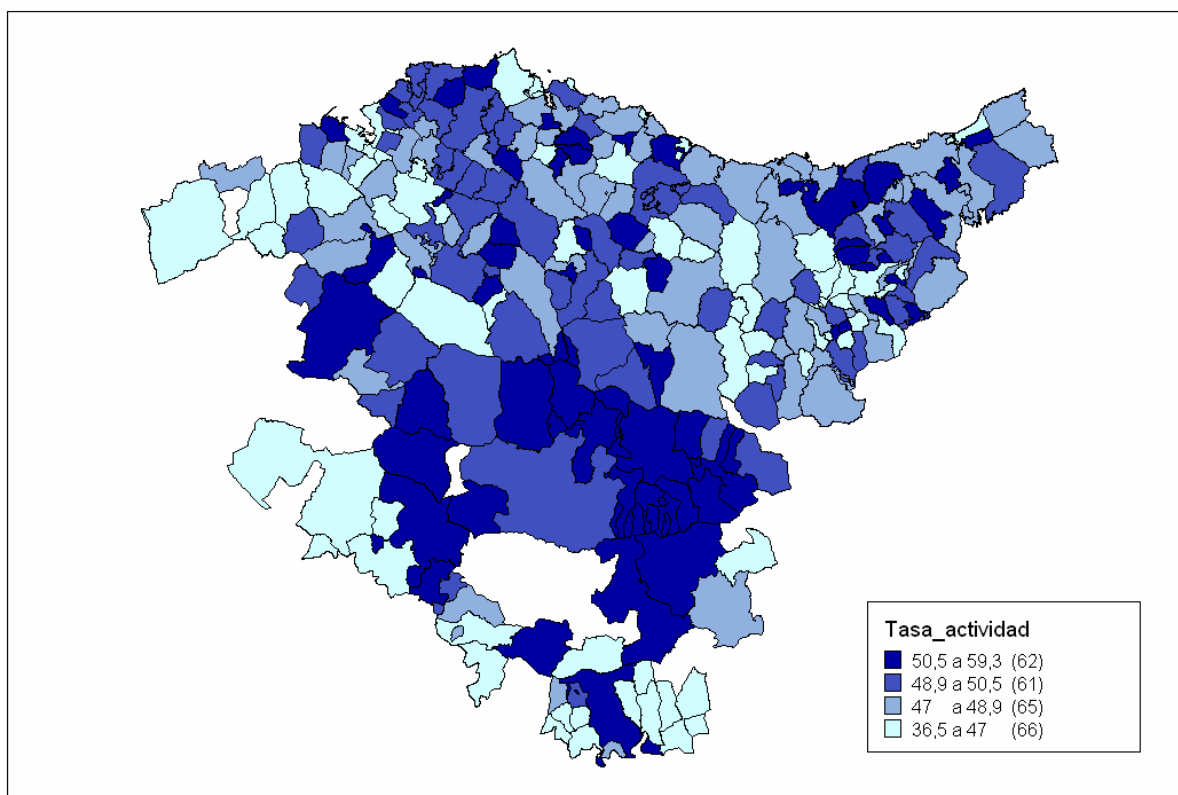 Tasa_actividad
50,5 a 59,3 (62)
48,9 a 50,5 (61)
47 a 48,9 (65)
36,5 a 47 (66)